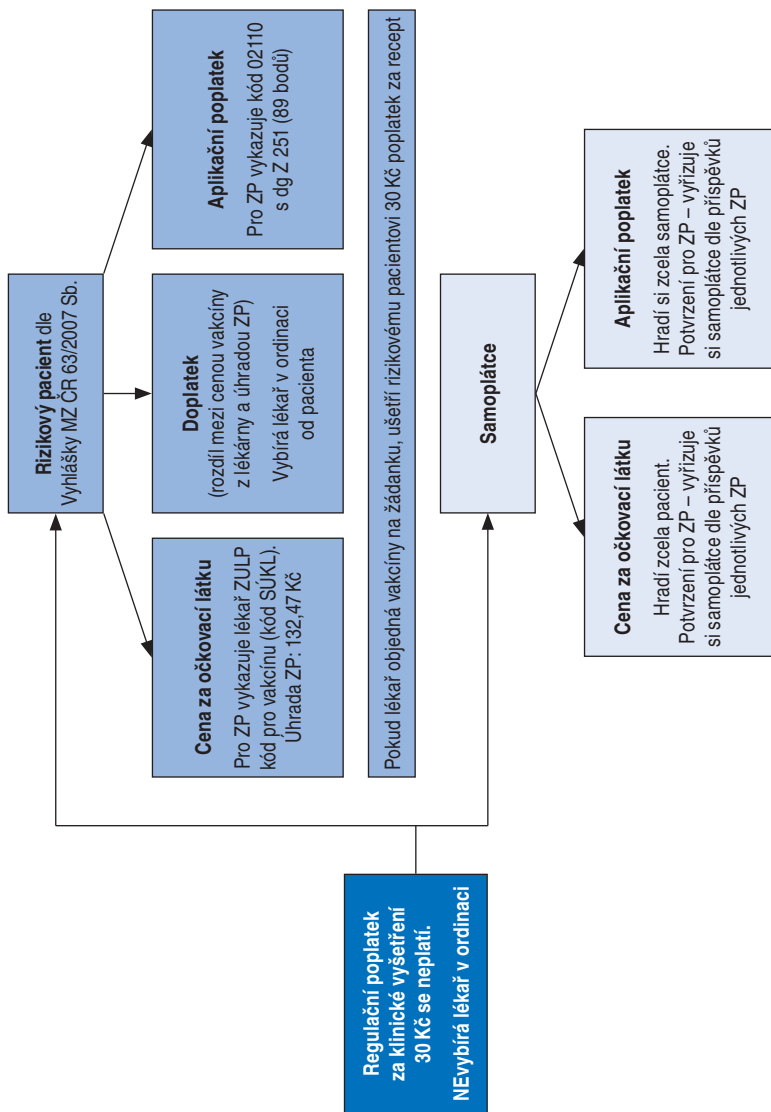 Regulační poplatek
za klinické vyšetření
30 Kč se neplatí.
NEvybírá lékař v ordinaci
Rizikový pacient dle
Vyhlášky MZ ČR 63/2007 Sb.
Cena za očkovací látku
Pro ZP vykazuje lékař ZULP
kód pro vakcínu (kód SÚKL).
Úhrada ZP: 132,47 Kč
Doplatek
(rozdíl mezi cenou vakcíny
z lékárny a úhradou ZP)
Vybírá lékař v ordinaci
od pacienta
Aplikační poplatek
Pro ZP vykazuje kód 02110
s dg Z 251 (89 bodů)
Pokud lékař objedná vakcíny na žádanku, ušetří rizikovému pacientovi 30 Kč poplatek za recept
Samoplátce
Cena za očkovací látku
Hradí zcela pacient.
Potvrzení pro ZP – vyřizuje
si samoplátce dle příspěvků
jednotlivých ZP
Aplikační poplatek
Hradí si zcela samoplátce.
Potvrzení pro ZP – vyřizuje
si samoplátce dle příspěvků
jednotlivých ZP